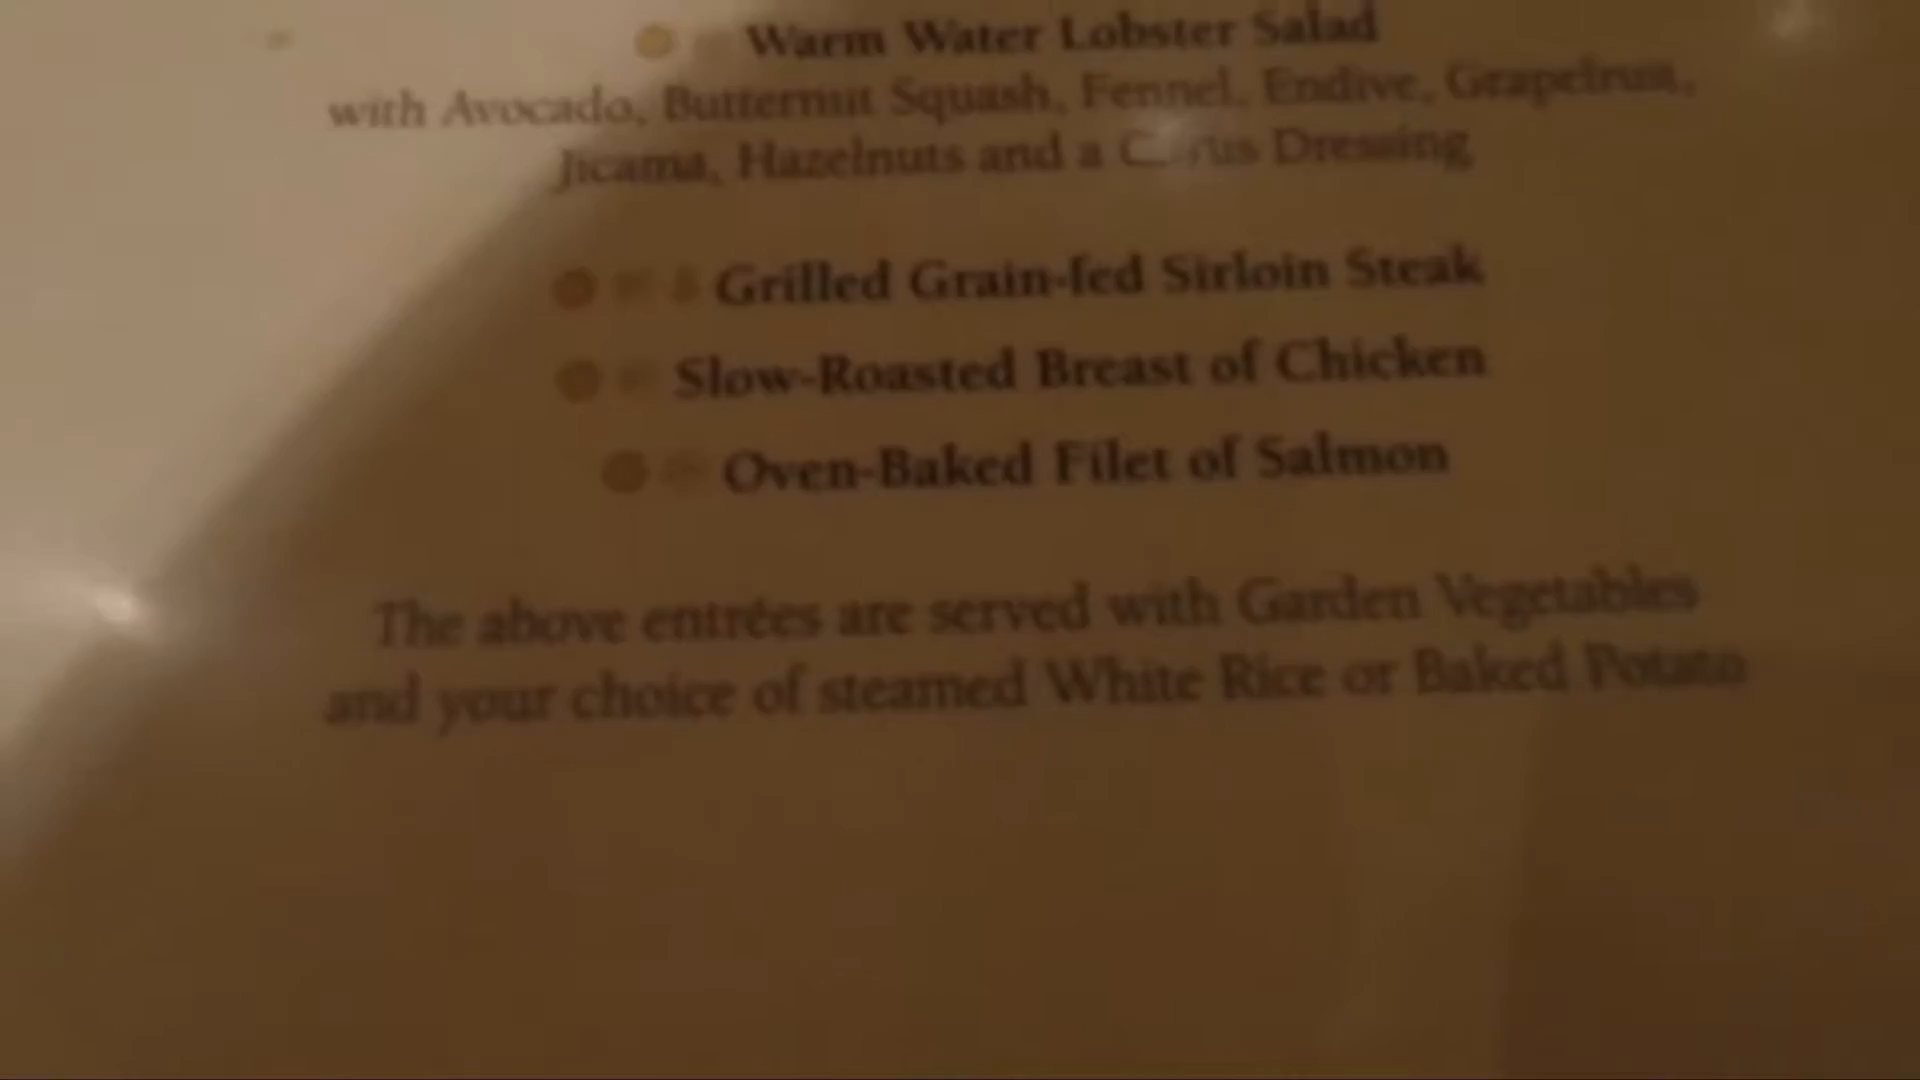 Warm Water Lobster Salad
with Avocado, Butternut Squash, Fennel, Endive, Grapefruit,
Jicama, Hazelnuts and a Citrus Dressing
Grilled Grain-fed Sirloin Steak
Slow-Roasted Breast of Chicken
Oven-Baked Filet of Salmon
The above entrées are served with Garden Vegetables
and your choice of steamed White Rice or Baked Potato